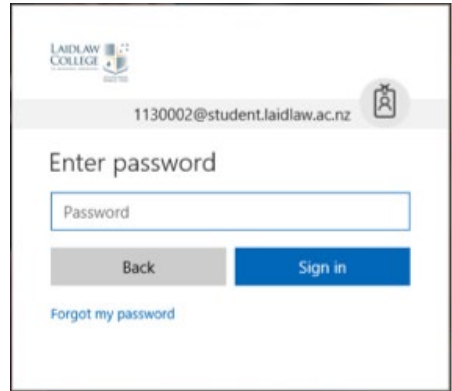 LAIDLAW
COLLEGE
1130002@student.laidlaw.ac.nz
Enter password
Password
Back
Sign in
Forgot my password